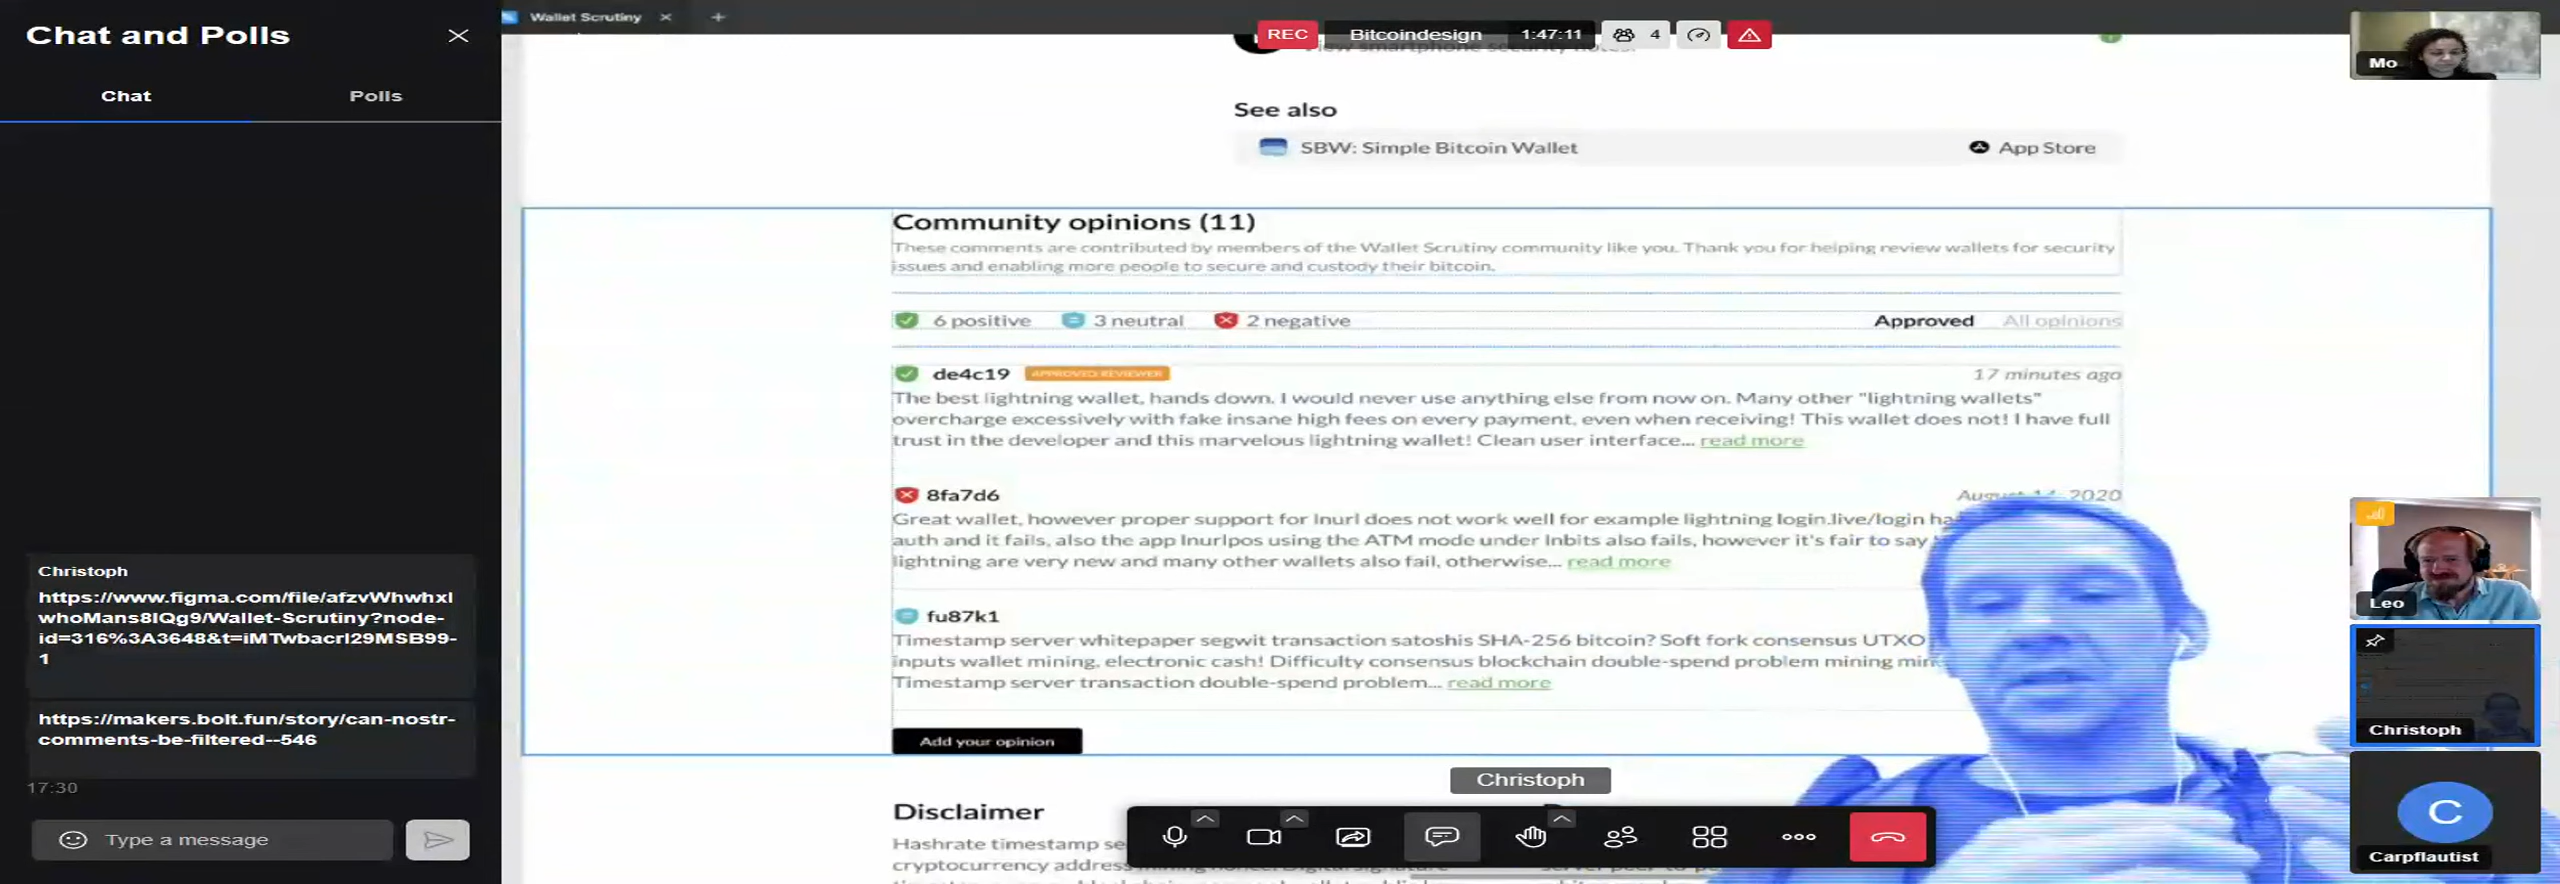 Chat and Polls
Chat
Polls
Christoph
https://www.figma.com/file/afzvWhwhxI
whoMans8IQg9/Wallet-Scrutiny?node-
id=316%3A3648&t=iMTwbacrI29MSB99-
1
https://makers.bolt.fun/story/can-nostr-
comments-be-filtered--546
17:30
Type a message
Wallet Scrutiny
REC
Bitcoindesign
1:47:11
4
View smartphone security notes.
See also
SBW: Simple Bitcoin Wallet
App Store
Community opinions (11)
These comments are contributed by members of the Wallet Scrutiny community like you. Thank you for helping review wallets for security
issues and enabling more people to secure and custody their bitcoin.
6 positive
3 neutral
2 negative
Approved
All opinions
de4c19
APPROVED REVIEWER
17 minutes ago
The best lightning wallet, hands down. I would never use anything else from now on. Many other "lightning wallets"
overcharge excessively with fake insane high fees on every payment, even when receiving! This wallet does not! I have full
trust in the developer and this marvelous lightning wallet! Clean user interface... read more
8fa7d6
August 2020
Great wallet, however proper support for lnurl does not work well for example lightning login.live/login
auth and it fails, also the app lnurlpos using the ATM mode under lnbits also fails, however it's fair to say
lightning are very new and many other wallets also fail, otherwise... read more
fu87k1
Timestamp server whitepaper segwit transaction satoshis SHA-256 bitcoin? Soft fork consensus UTXO
inputs wallet mining, electronic cash! Difficulty consensus blockchain double-spend problem mining
Timestamp server transaction double-spend problem... read more
Add your opinion
Christoph
Disclaimer
Hashrate timestamp
cryptocurrency address
Mo
Leo
Christoph
C
Carpflautist